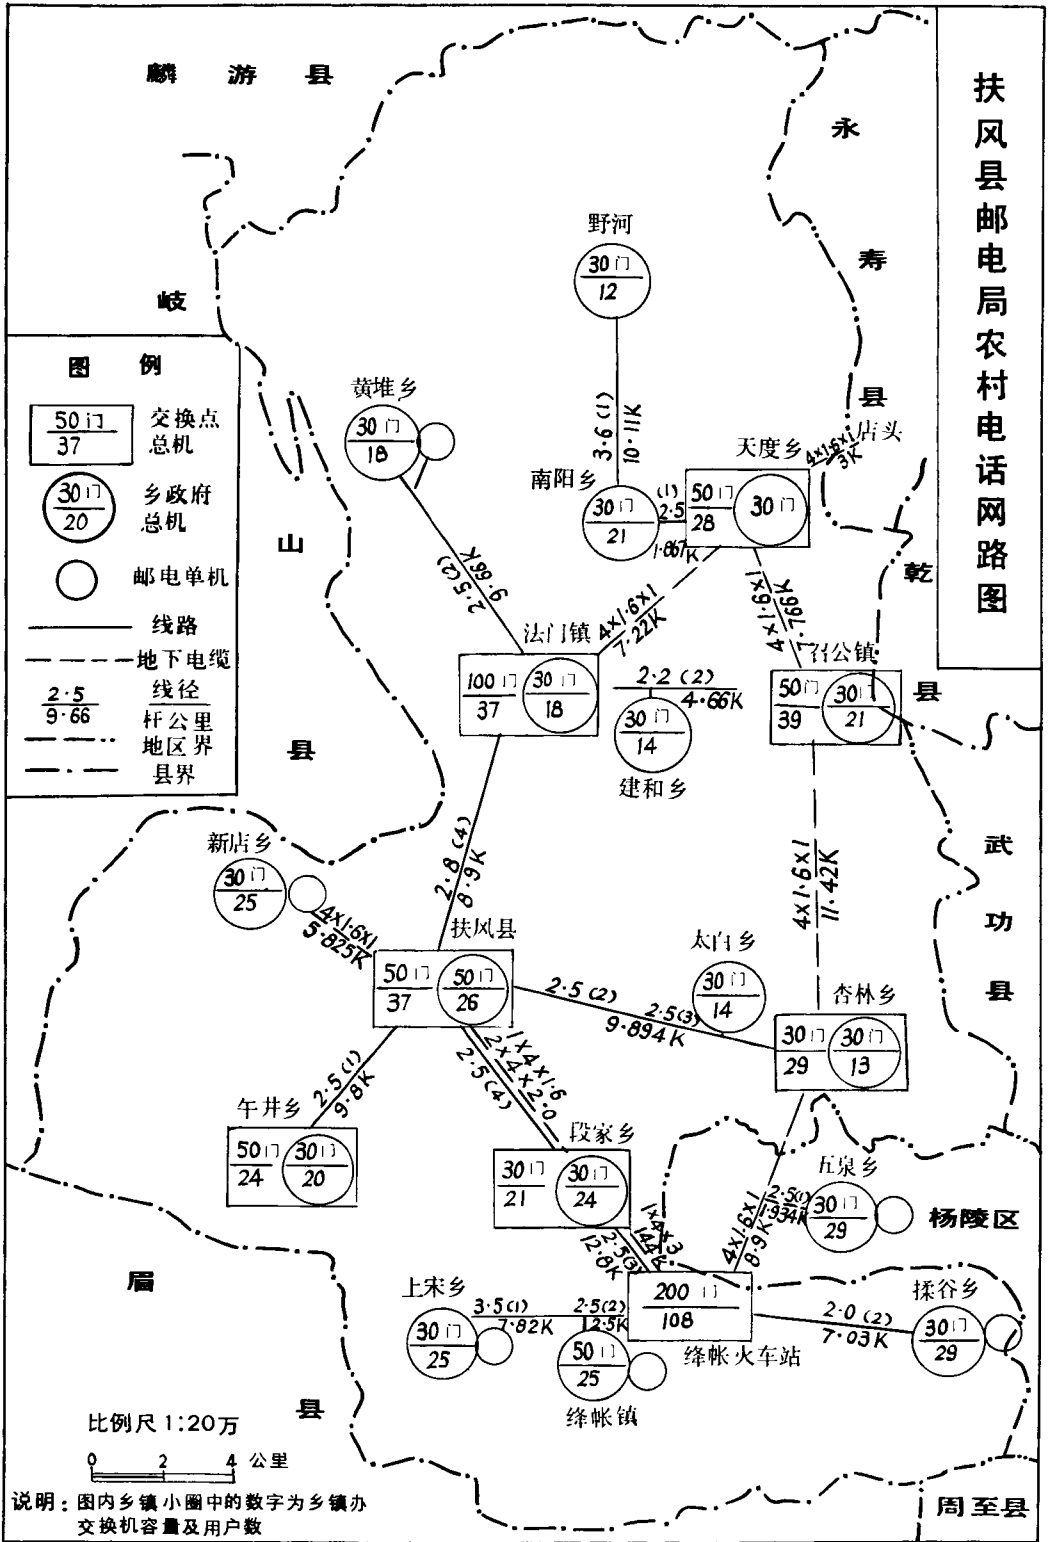 扶风县邮电局农村电话网路图
麟游县
永寿县
岐山县
乾县
武功县
杨陵区
眉县
周至县
图例
50门
37
交换点
总机
30门
20
乡政府
总机
邮电单机
线路
地下电缆
2.5
9.66
线径
杆公里
地区界
县界
野河
30门
12
3.6(1)
10.11K
黄堆乡
30门
18
2.5(2)
9.66K
南阳乡
30门
21
(1)
2.5
1.867K
天度乡
50门
28
30门
店头
4×1.6×1
3K
4×1.6×1
7.22K
4×1.6×1
7.766K
法门镇
100门
37
30门
18
2.2(2)
4.66K
30门
14
建和乡
召公镇
50门
39
30门
21
2.8(4)
8.9K
4×1.6×1
11.42K
新店乡
30门
25
4×1.6×1
5.825K
扶风县
50门
37
50门
26
2.5(2)
2.5(3)
9.894K
太白乡
30门
14
杏林乡
30门
29
30门
13
2.5(1)
9.8K
1×4×1.6
2×4×2.0
2.5(4)
午井乡
50门
24
30门
20
段家乡
30门
21
30门
24
1×4×3
144K
2.5(3)
12.8K
4×1.6×1
8.9K
五泉乡
2.5(1)
1.934K
30门
29
上宋乡
30门
25
3.5(1)
7.82K
2.5(2)
2.5K
50门
25
绛帐镇
200门
108
绛帐火车站
2.0(2)
7.03K
揉谷乡
30门
29
比例尺1:20万
0 2 4 公里
说明：图内乡镇小圈中的数字为乡镇办
交换机容量及用户数